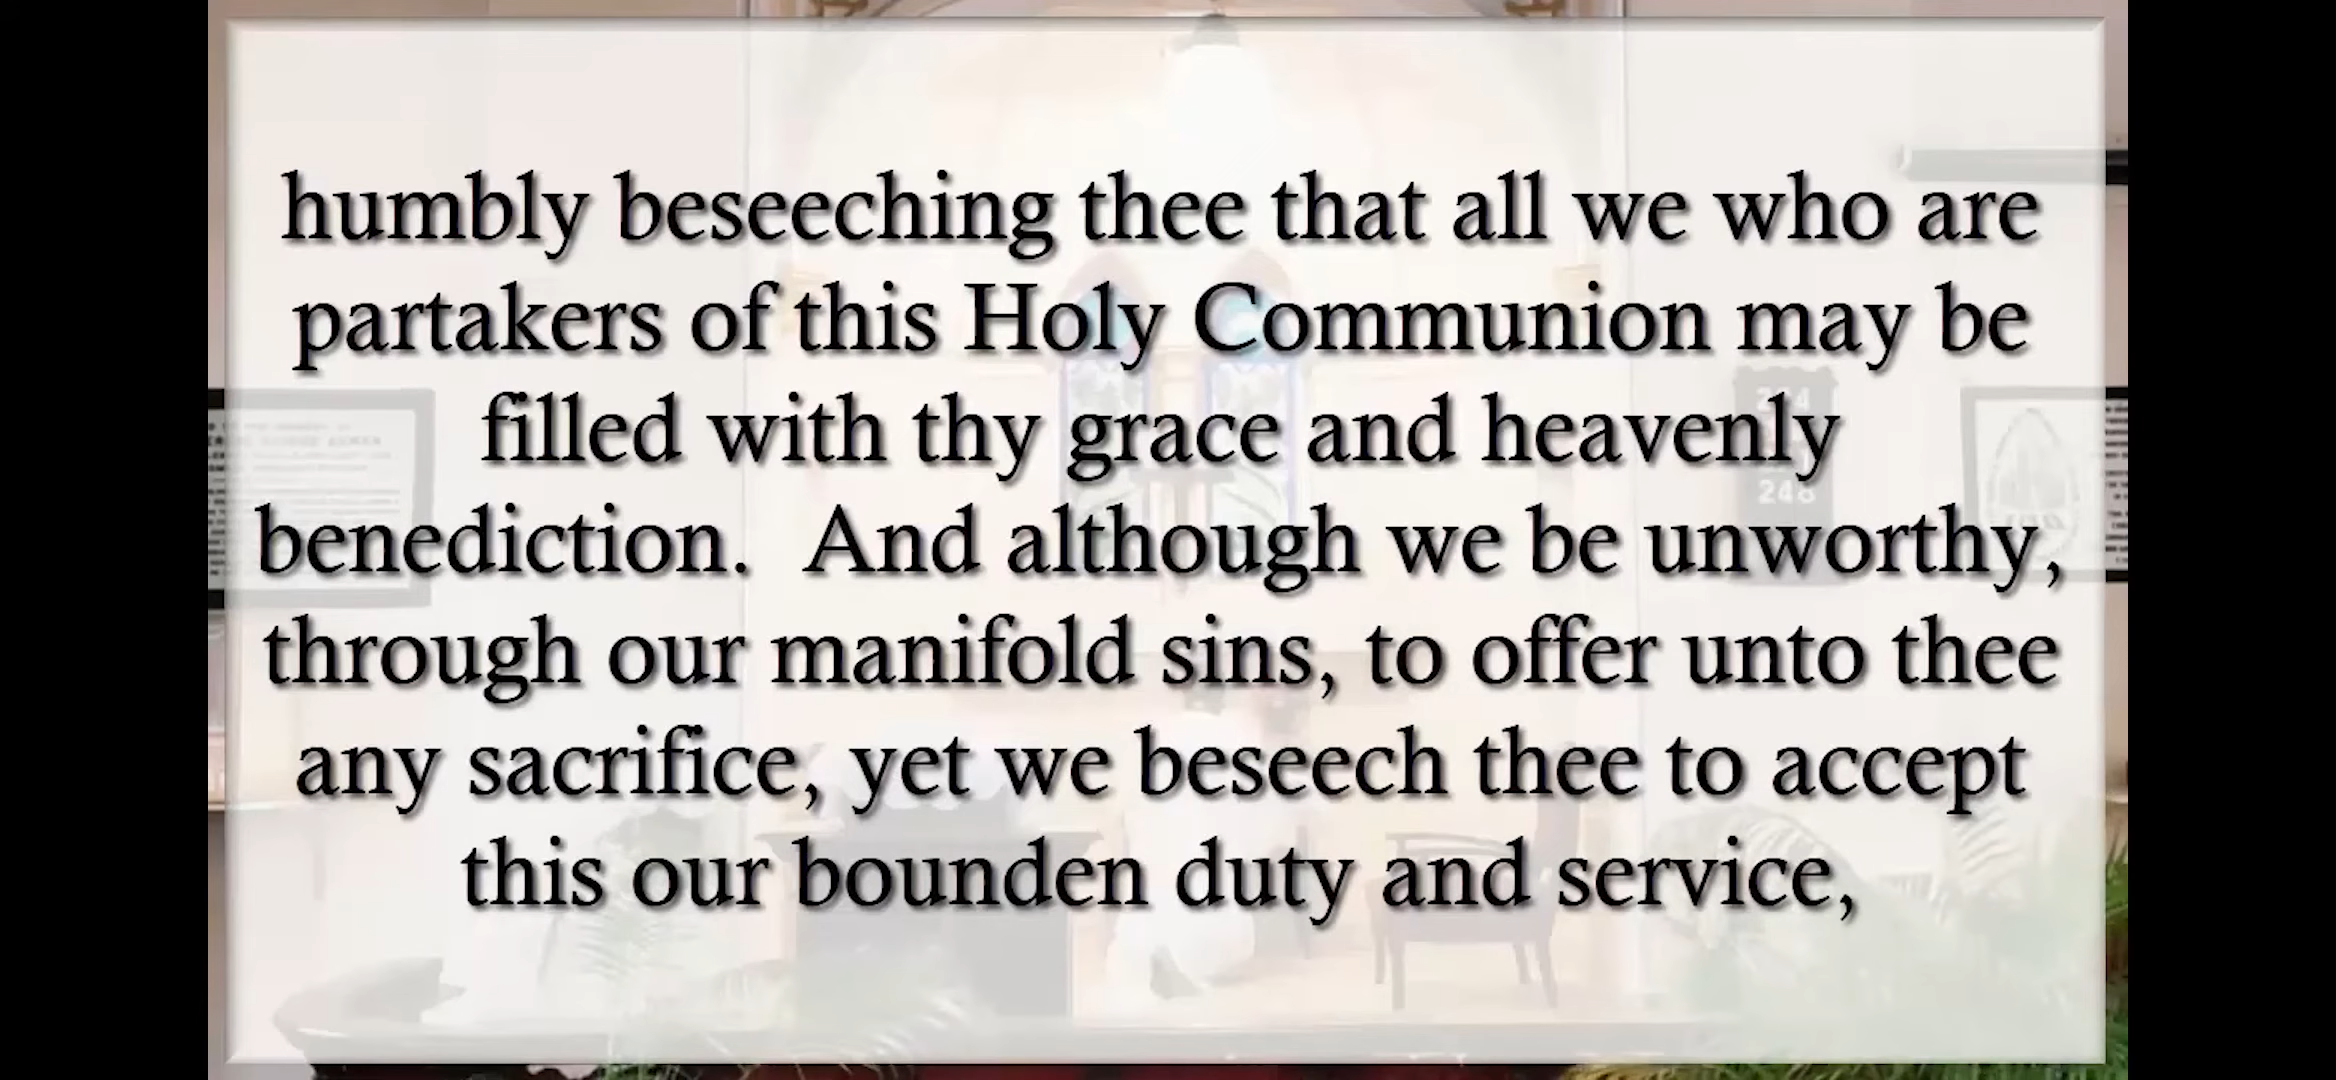 humbly beseeching thee that all we who are
partakers of this Holy Communion may be
filled with thy grace and heavenly
benediction.  And although we be unworthy,
through our manifold sins, to offer unto thee
any sacrifice, yet we beseech thee to accept
this our bounden duty and service,
248